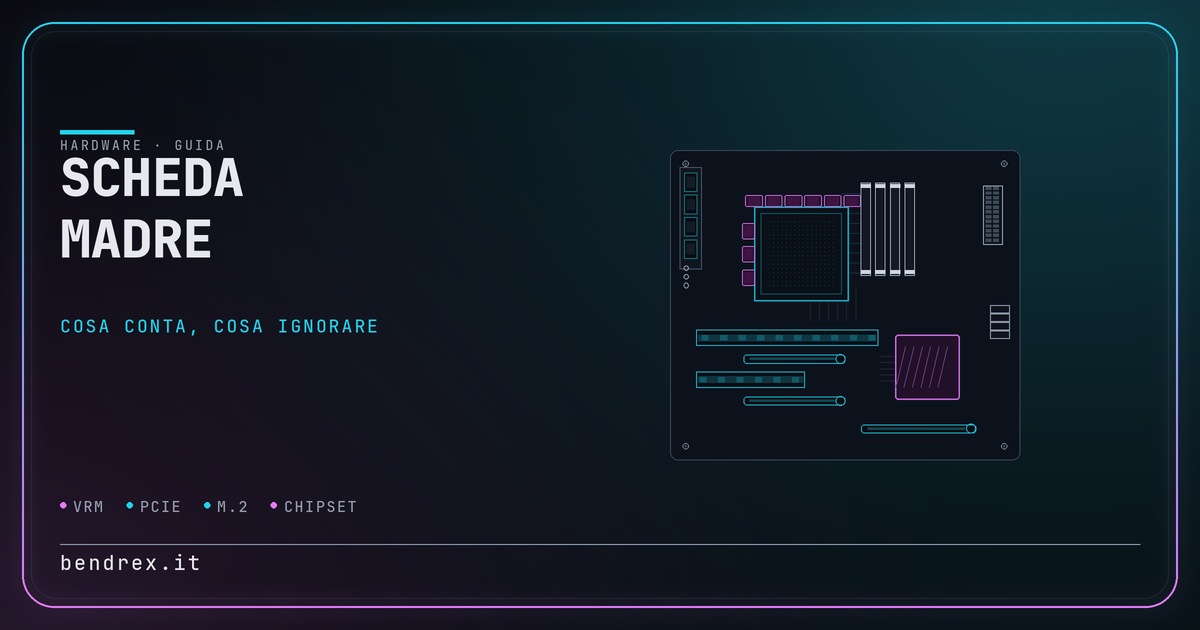 HARDWARE · GUIDA
SCHEDA
MADRE
COSA CONTA, COSA IGNORARE
VRM PCIE M.2 CHIPSET
bendrex.it